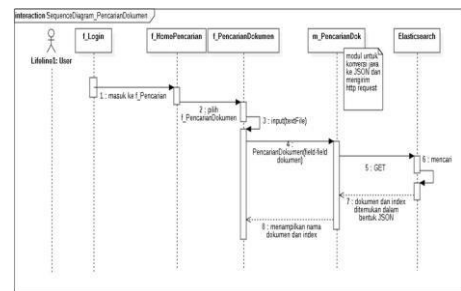 interaction SequenceDiagram_PencarianDokumen
f_Login
f_HomePencarian
f_PencarianDokumen
m_PencarianDok
Elasticsearch
Lifeline1: User
modul untuk
konversi java
ke JSON dan
mengirim
http request
1 : masuk ke f_Pencarian
2 : pilih
f_PencarianDokumen
3 : input(textFile)
4 :
PencarianDokumen(field-field
dokumen)
5 : GET
6 : mencari
7 : dokumen dan index
ditemukan dalam
bentuk JSON
8 : menampilkan nama
dokumen dan index